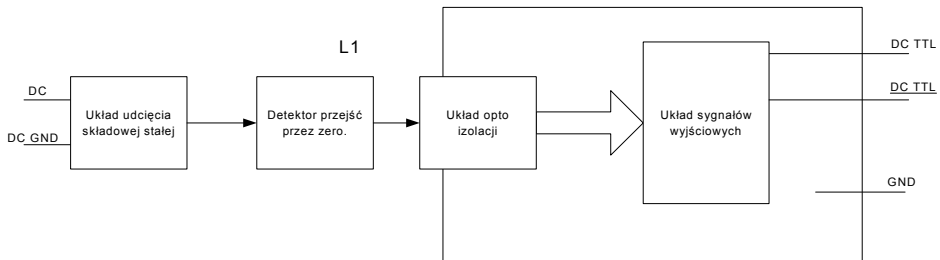 L1
DC
DC GND
Układ udcięcia
składowej stałej
Detektor przejść
przez zero.
Układ opto
izolacji
Układ sygnałów
wyjściowych
DC TTL
DC TTL
GND